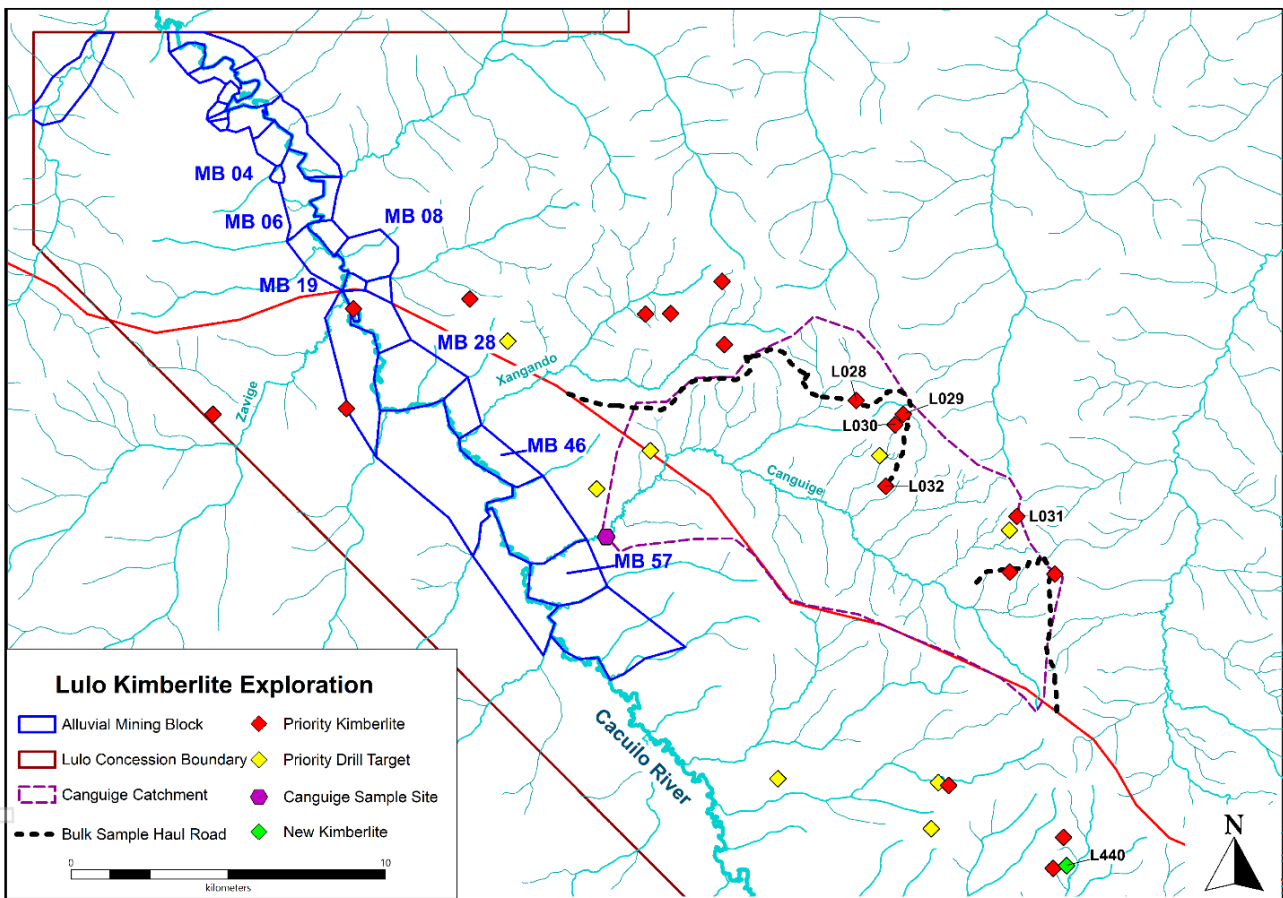 MB 04
MB 06
MB 08
MB 19
MB 28
Xangando
Zavige
L028
L029
L030
MB 46
Canguige
L032
L031
MB 57
Cacuilo River
L440
N
Lulo Kimberlite Exploration
Alluvial Mining Block
Priority Kimberlite
Lulo Concession Boundary
Priority Drill Target
Canguige Catchment
Canguige Sample Site
Bulk Sample Haul Road
New Kimberlite
0
10
kilometers